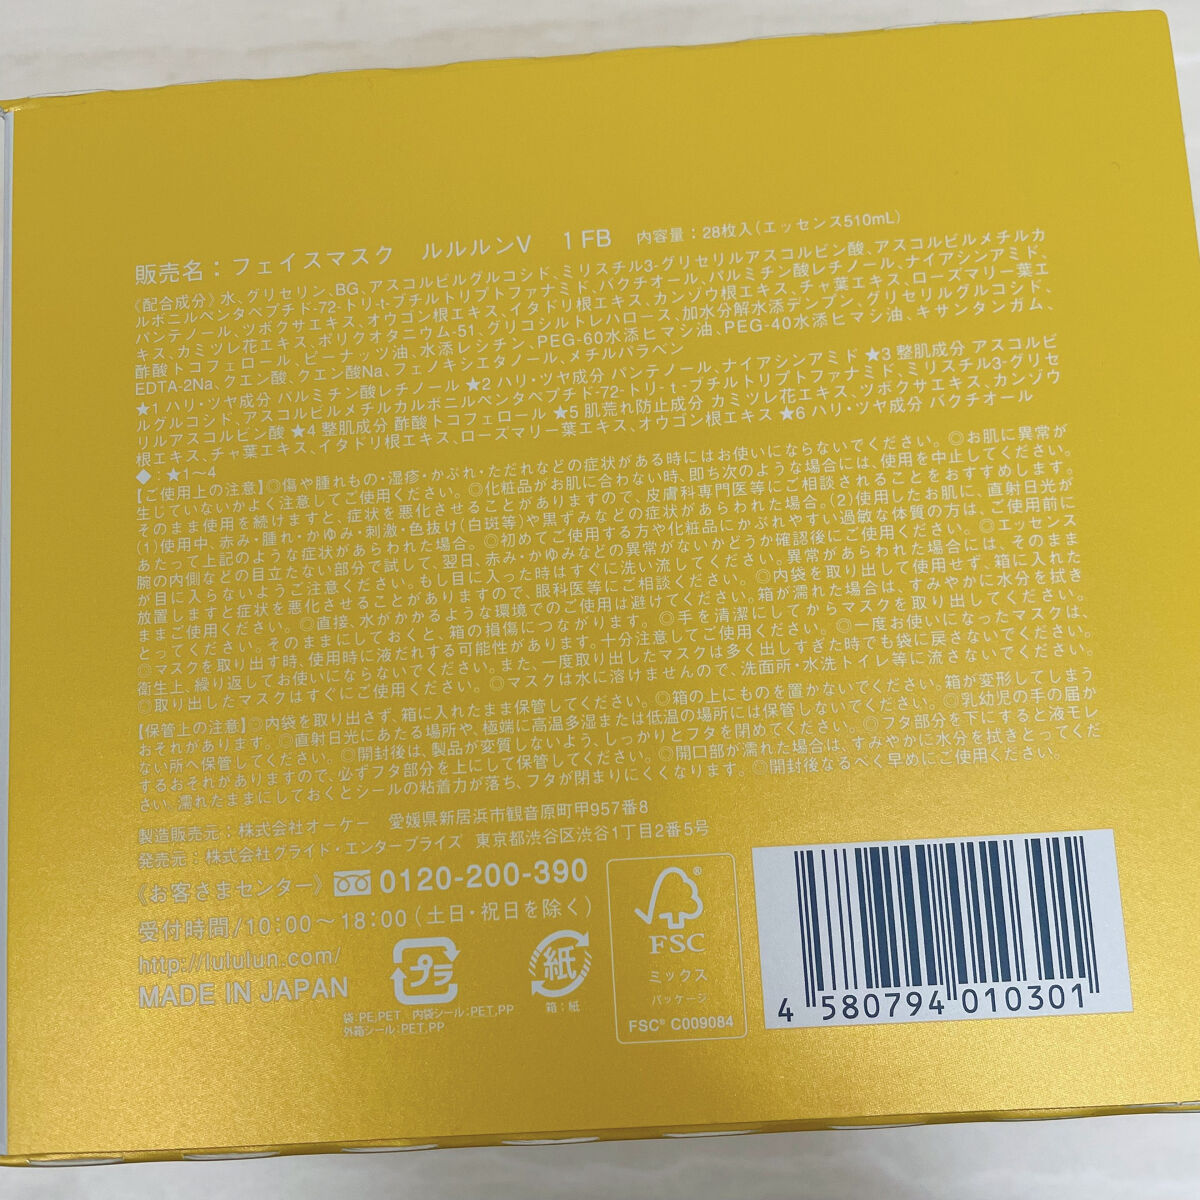 販売名：フェイスマスク　ルルルンV　1 FB　内容量：28枚入(エッセンス510mL)
《配合成分》水、グリセリン、BG、アスコルビルグルコシド、ミリスチル3-グリセリルアスコルビン酸、アスコルビルメチルカ
ルボニルペンタペプチド-72-トリ-t-ブチルトリプトファナミド、バクチオール、パルミチン酸レチノール、ナイアシンアミド、
パンテノール、ツボクサエキス、オウゴン根エキス、イタドリ根エキス、カンゾウ根エキス、チャ葉エキス、ローズマリー葉エ
キス、カミツレ花エキス、ポリクオタニウム-51、グリコシルトレハロース、加水分解水添デンプン、グリセリルグルコシド、
酢酸トコフェロール、ピーナッツ油、水添レシチン、PEG-60水添ヒマシ油、PEG-40水添ヒマシ油、キサンタンガム、
EDTA-2Na、クエン酸、クエン酸Na、フェノキシエタノール、メチルパラベン
★1 ハリ・ツヤ成分 パルミチン酸レチノール ★2 ハリ・ツヤ成分 パンテノール、ナイアシンアミド ★3 整肌成分 アスコルビ
ルグルコシド、アスコルビルメチルカルボニルペンタペプチド-72-トリ-t-ブチルトリプトファナミド、ミリスチル3-グリセ
リルアスコルビン酸 ★4 整肌成分 酢酸トコフェロール ★5 肌荒れ防止成分 カミツレ花エキス、ツボクサエキス、カンゾウ
根エキス、チャ葉エキス、イタドリ根エキス、ローズマリー葉エキス、オウゴン根エキス ★6 ハリ・ツヤ成分 バクチオール
◆：★1〜4
【ご使用上の注意】◎傷や腫れもの・湿疹・かぶれ・ただれなどの症状がある時にはお使いにならないでください。◎お肌に異常が
生じていないかよく注意してご使用ください。◎化粧品がお肌に合わない時、即ち次のような場合には、使用を中止してください。
そのまま使用を続けますと、症状を悪化させることがありますので、皮膚科専門医等にご相談されることをおすすめします。
(1)使用中、赤み・腫れ・かゆみ・刺激・色抜け(白斑等)や黒ずみなどの症状があらわれた場合。(2)使用したお肌に、直射日光が
あたって上記のような症状があらわれた場合。◎初めてご使用する方や化粧品にかぶれやすい過敏な体質の方は、ご使用前に
腕の内側などの目立たない部分で試して、翌日、赤み・かゆみなどの異常がないかどうか確認後にご使用ください。◎エッセンス
が目に入らないようご注意ください。もし目に入った時はすぐに洗い流してください。異常があらわれた場合には、そのまま
放置しますと症状を悪化させることがありますので、眼科医等にご相談ください。◎内袋を取り出して使用せず、箱に入れた
ままご使用ください。◎直接、水がかかるような環境でのご使用は避けてください。箱が濡れた場合は、すみやかに水分を拭き
とってください。そのままにしておくと、箱の損傷につながります。◎手を清潔にしてからマスクを取り出してください。
◎マスクを取り出す時、使用時に液だれする可能性があります。十分注意してご使用ください。◎一度お使いになったマスクは、
衛生上、繰り返してお使いにならないでください。また、一度取り出したマスクは多く出しすぎた時でも袋に戻さないでください。
◎取り出したマスクはすぐにご使用ください。◎マスクは水に溶けませんので、洗面所・水洗トイレ等に流さないでください。
【保管上の注意】◎内袋を取り出さず、箱に入れたまま保管してください。◎箱の上にものを置かないでください。箱が変形してしまう
おそれがあります。◎直射日光にあたる場所や、極端に高温多湿または低温の場所には保管しないでください。◎乳幼児の手の届か
ない所へ保管してください。◎開封後は、製品が変質しないよう、しっかりとフタを閉めてください。◎フタ部分を下にすると液モレ
するおそれがありますので、必ずフタ部分を上にして保管してください。◎開口部が濡れた場合は、すみやかに水分を拭きとってくだ
さい。濡れたままにしておくとシールの粘着力が落ち、フタが閉まりにくくなります。◎開封後なるべく早めにご使用ください。
製造販売元：株式会社オーケー　愛媛県新居浜市観音原町甲957番8
発売元：株式会社グライド・エンタープライズ　東京都渋谷区渋谷1丁目2番5号
《お客さまセンター》 0120-200-390
受付時間/10:00〜18:00(土日・祝日を除く)
http://lululun.com/
MADE IN JAPAN
プラ
袋：PE,PET　内袋シール：PET,PP
外箱シール：PET,PP
紙
箱：紙
®
FSC
ミックス
パッケージ
FSC® C009084
4 580794 010301